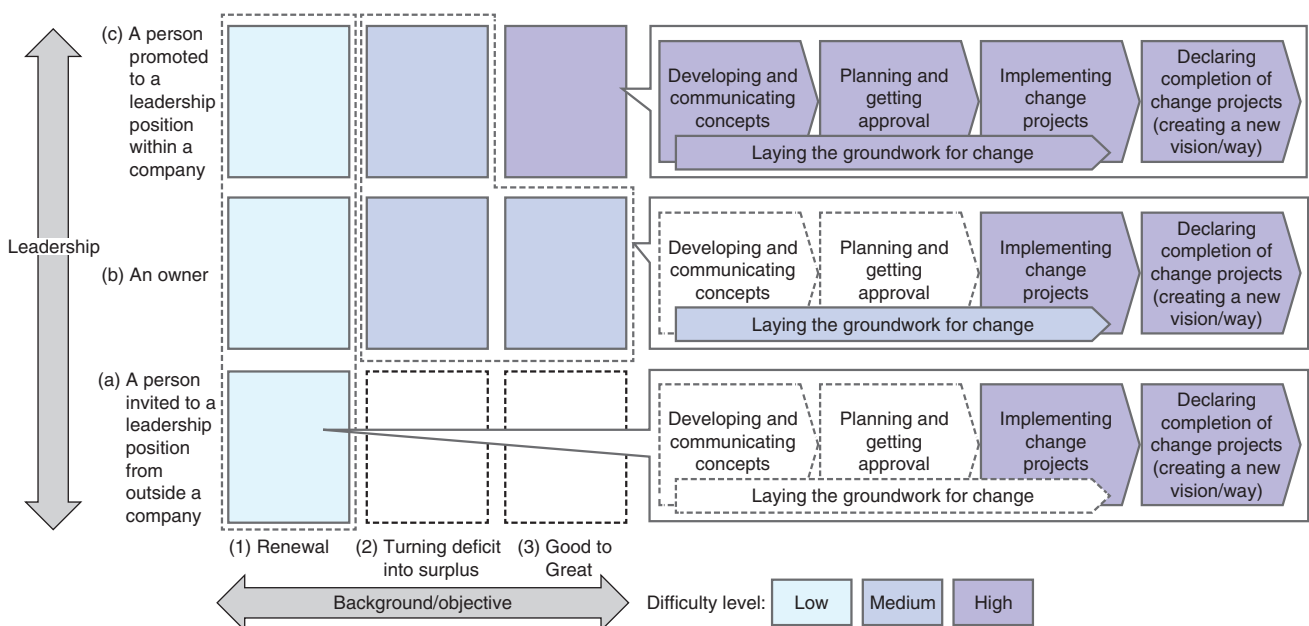 (c) A person
promoted to a
leadership
position
within a
company
Developing and
communicating
concepts
Planning and
getting
approval
Implementing
change
projects
Declaring
completion of
change projects
(creating a new
vision/way)
Laying the groundwork for change
Leadership
(b) An owner
Developing and
communicating
concepts
Planning and
getting
approval
Implementing
change
projects
Declaring
completion of
change projects
(creating a new
vision/way)
Laying the groundwork for change
(a) A person
invited to a
leadership
position
from
outside a
company
Developing and
communicating
concepts
Planning and
getting
approval
Implementing
change
projects
Declaring
completion of
change projects
(creating a new
vision/way)
Laying the groundwork for change
(1) Renewal
(2) Turning deficit
into surplus
(3) Good to
Great
Background/objective
Difficulty level:
Low
Medium
High